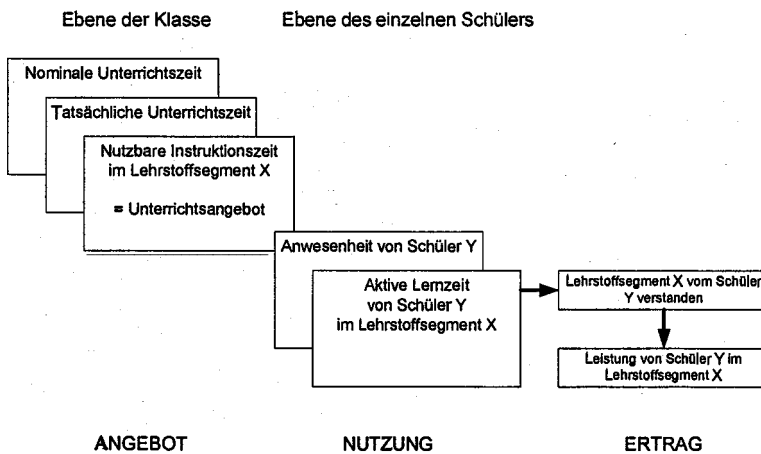 Ebene der Klasse
Ebene des einzelnen Schülers
Nominale Unterrichtszeit
Tatsächliche Unterrichtszeit
Nutzbare Instruktionszeit
im Lehrstoffsegment X
= Unterrichtsangebot
Anwesenheit von Schüler Y
Aktive Lernzeit
von Schüler Y
im Lehrstoffsegment X
Lehrstoffsegment X vom Schüler
Y verstanden
Leistung von Schüler Y im
Lehrstoffsegment X
ANGEBOT
NUTZUNG
ERTRAG